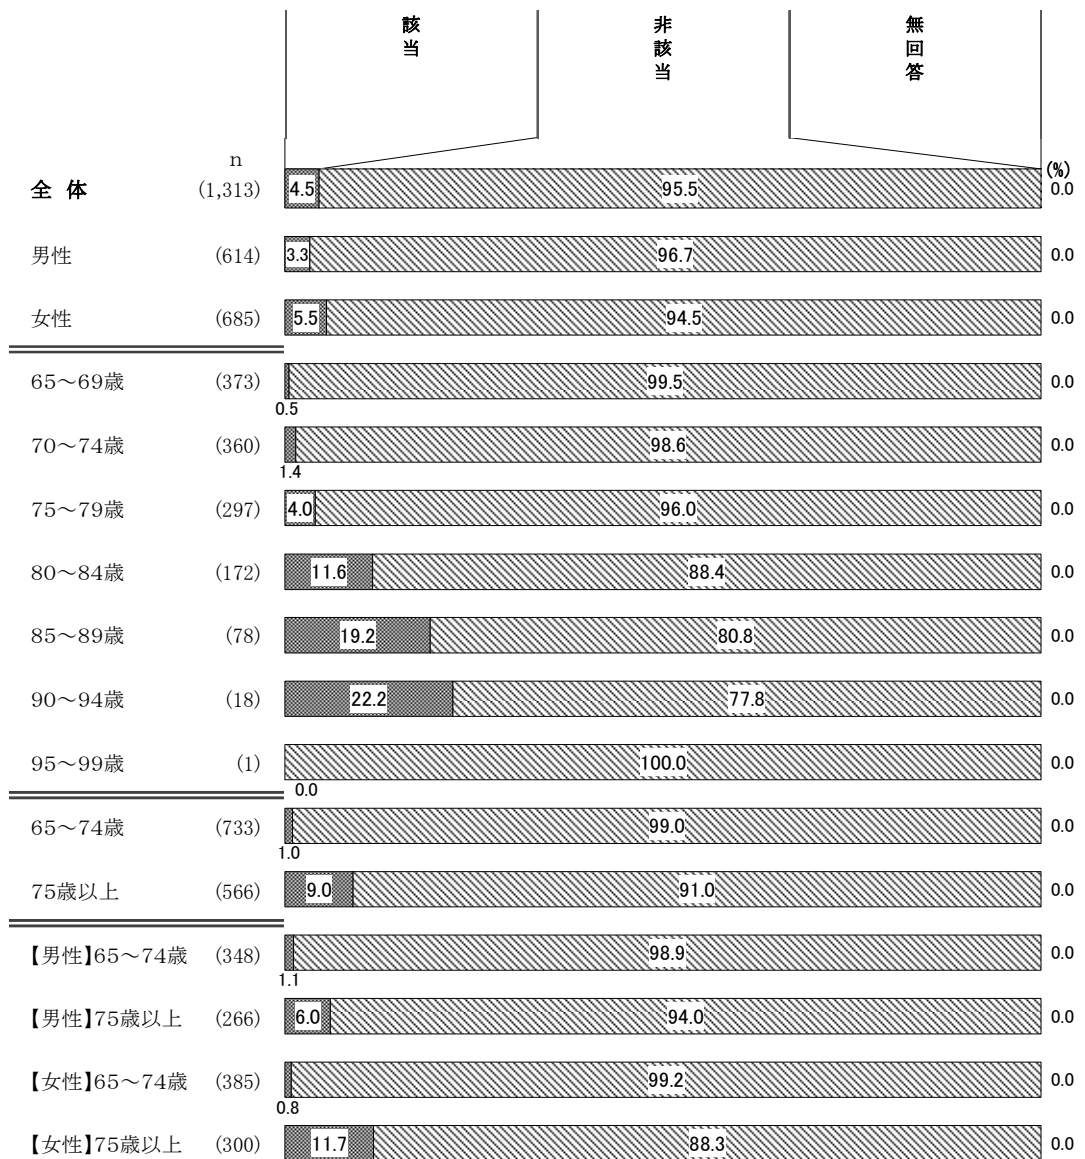 該当 非該当 無回答
n
(%)
全 体 (1,313) 4.5 95.5 0.0
男性 (614) 3.3 96.7 0.0
女性 (685) 5.5 94.5 0.0
65～69歳 (373) 99.5 0.0
0.5
70～74歳 (360) 98.6 0.0
1.4
75～79歳 (297) 4.0 96.0 0.0
80～84歳 (172) 11.6 88.4 0.0
85～89歳 (78) 19.2 80.8 0.0
90～94歳 (18) 22.2 77.8 0.0
95～99歳 (1) 100.0 0.0
0.0
65～74歳 (733) 99.0 0.0
1.0
75歳以上 (566) 9.0 91.0 0.0
【男性】65～74歳 (348) 98.9 0.0
1.1
【男性】75歳以上 (266) 6.0 94.0 0.0
【女性】65～74歳 (385) 99.2 0.0
0.8
【女性】75歳以上 (300) 11.7 88.3 0.0